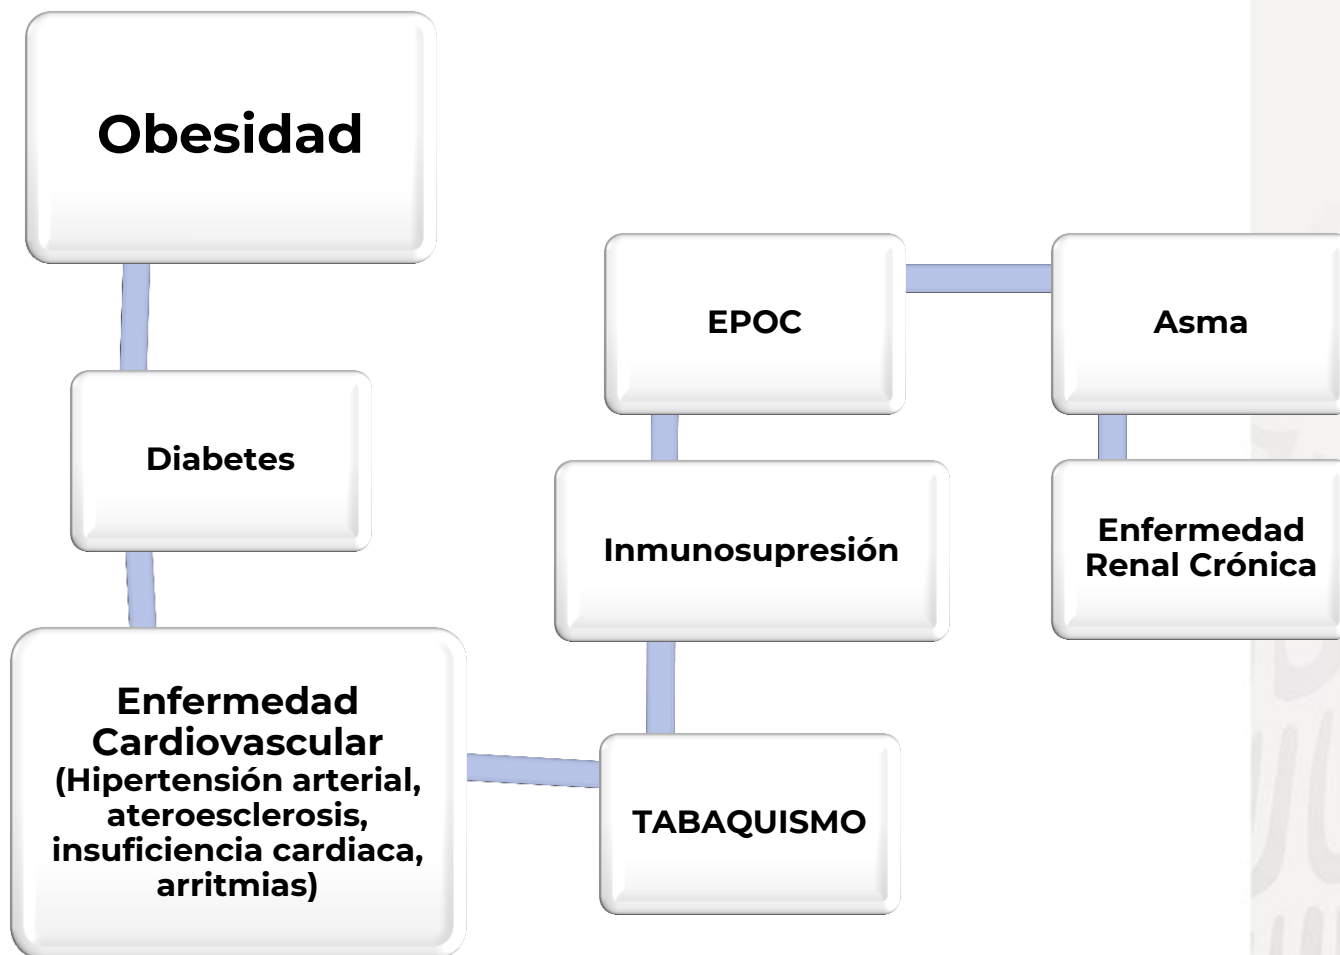 Obesidad
Diabetes
Enfermedad
Cardiovascular
(Hipertensión arterial,
ateroesclerosis,
insuficiencia cardiaca,
arritmias)
TABAQUISMO
Inmunosupresión
EPOC
Asma
Enfermedad
Renal Crónica